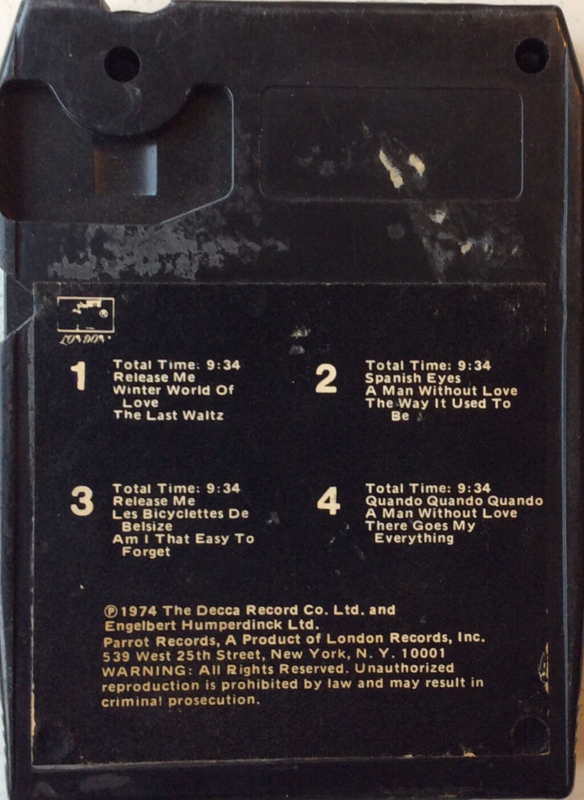 LONDON
1
Total Time: 9:34
Release Me
Winter World Of
Love
The Last Waltz
2
Total Time: 9:34
Spanish Eyes
A Man Without Love
The Way It Used To
Be
3
Total Time: 9:34
Release Me
Les Bicyclettes De
Belsize
Am I That Easy To
Forget
4
Total Time: 9:34
Quando Quando Quando
A Man Without Love
There Goes My
Everything
℗1974 The Decca Record Co. Ltd. and
Engelbert Humperdinck Ltd.
Parrot Records, A Product of London Records, Inc.
539 West 25th Street, New York, N. Y. 10001
WARNING: All Rights Reserved. Unauthorized
reproduction is prohibited by law and may result in
criminal prosecution.